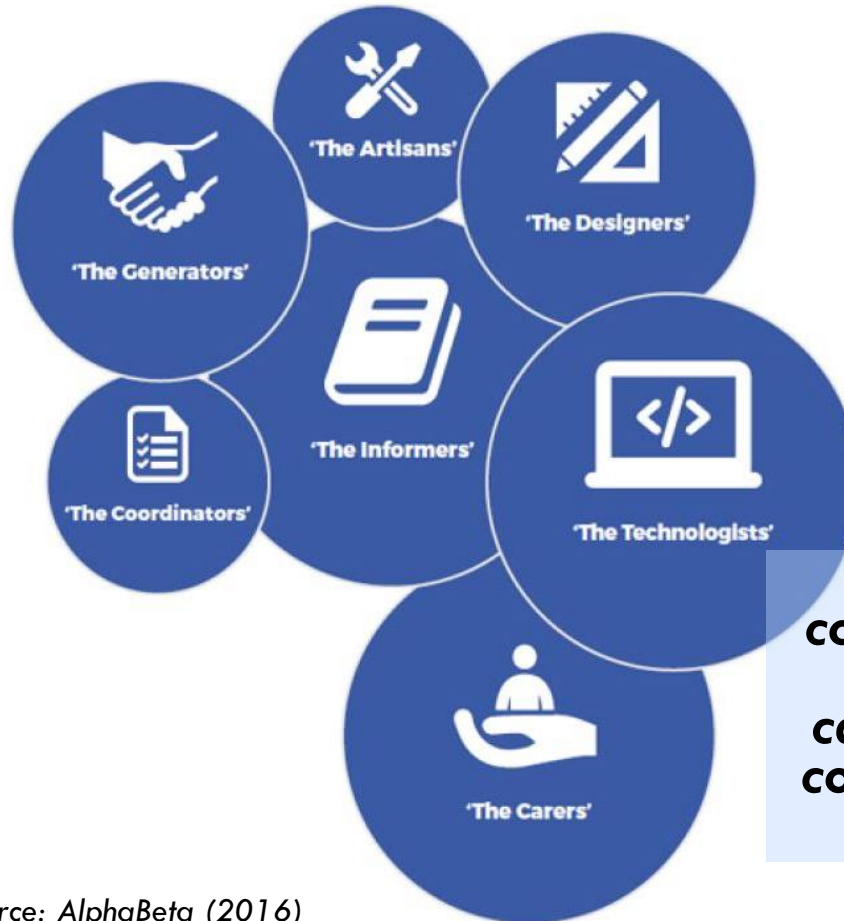 'The Artisans'
'The Designers'
'The Generators'
</>
'The Informers'
'The Coordinators'
'The Technologists'
'The Carers'
AlphaBeta (2016)